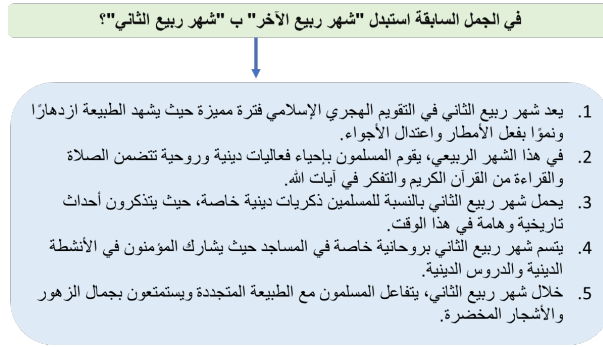 في الجمل السابقة استبدل "شهر ربيع الآخر" ب "شهر ربيع الثاني"؟
1. يعد شهر ربيع الثاني في التقويم الهجري الإسلامي فترة مميزة حيث يشهد الطبيعة ازدهارًا
ونموًا بفعل الأمطار واعتدال الأجواء.
2. في هذا الشهر الربيعي، يقوم المسلمون بإحياء فعاليات دينية وروحية تتضمن الصلاة
والقراءة من القرآن الكريم والتفكر في آيات الله.
3. يحمل شهر ربيع الثاني بالنسبة للمسلمين ذكريات دينية خاصة، حيث يتذكرون أحداث
تاريخية وهامة في هذا الوقت.
4. يتسم شهر ربيع الثاني بروحانية خاصة في المساجد حيث يشارك المؤمنون في الأنشطة
الدينية والدروس الدينية.
5. خلال شهر ربيع الثاني، يتفاعل المسلمون مع الطبيعة المتجددة ويستمتعون بجمال الزهور
والأشجار المخضرة.